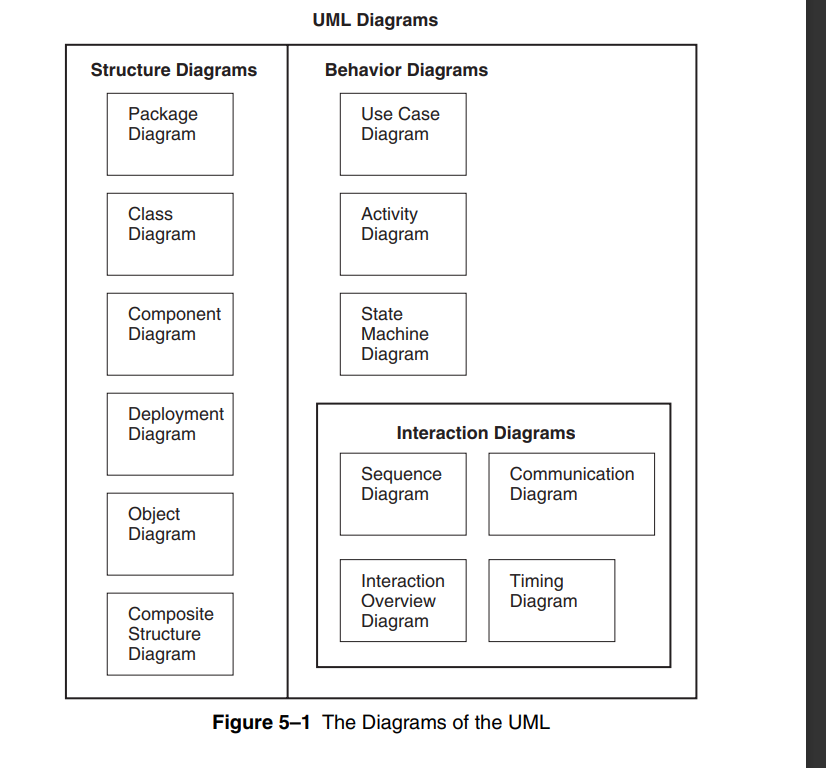 UML Diagrams
Structure Diagrams
Package
Diagram
Class
Diagram
Component
Diagram
Deployment
Diagram
Object
Diagram
Composite
Structure
Diagram
Behavior Diagrams
Use Case
Diagram
Activity
Diagram
State
Machine
Diagram
Interaction Diagrams
Sequence
Diagram
Communication
Diagram
Interaction
Overview
Diagram
Timing
Diagram
Figure 5–1 The Diagrams of the UML